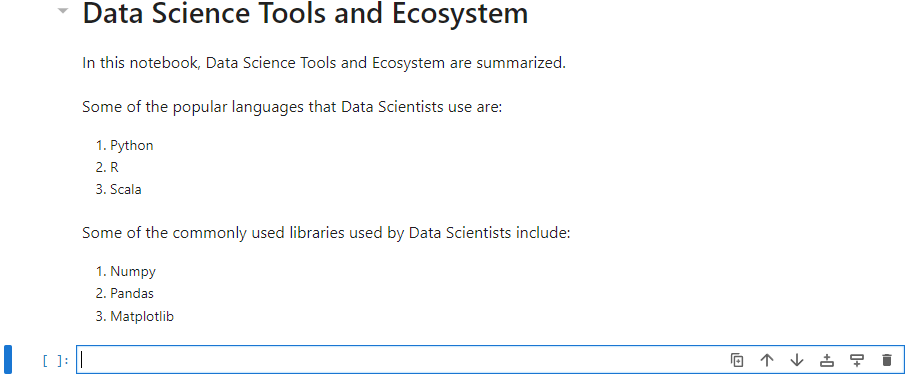 Data Science Tools and Ecosystem
In this notebook, Data Science Tools and Ecosystem are summarized.
Some of the popular languages that Data Scientists use are:
1. Python
2. R
3. Scala
Some of the commonly used libraries used by Data Scientists include:
1. Numpy
2. Pandas
3. Matplotlib
[ ]: